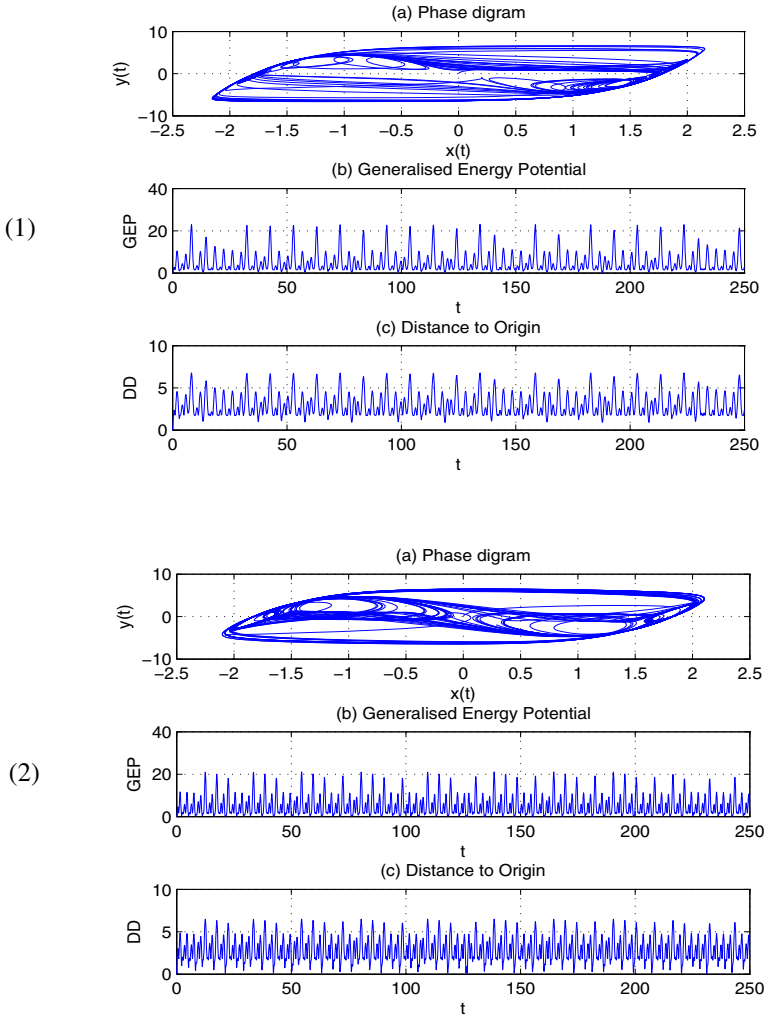 (a) Phase digram
10
0
−10
y(t)
−2.5 −2 −1.5 −1 −0.5 0 0.5 1 1.5 2 2.5
x(t)
(b) Generalised Energy Potential
(1)
40
20
0
GEP
0 50 100 150 200 250
t
(c) Distance to Origin
10
5
0
DD
0 50 100 150 200 250
t
(a) Phase digram
10
0
−10
y(t)
−2.5 −2 −1.5 −1 −0.5 0 0.5 1 1.5 2 2.5
x(t)
(b) Generalised Energy Potential
(2)
40
20
0
GEP
0 50 100 150 200 250
t
(c) Distance to Origin
10
5
0
DD
0 50 100 150 200 250
t